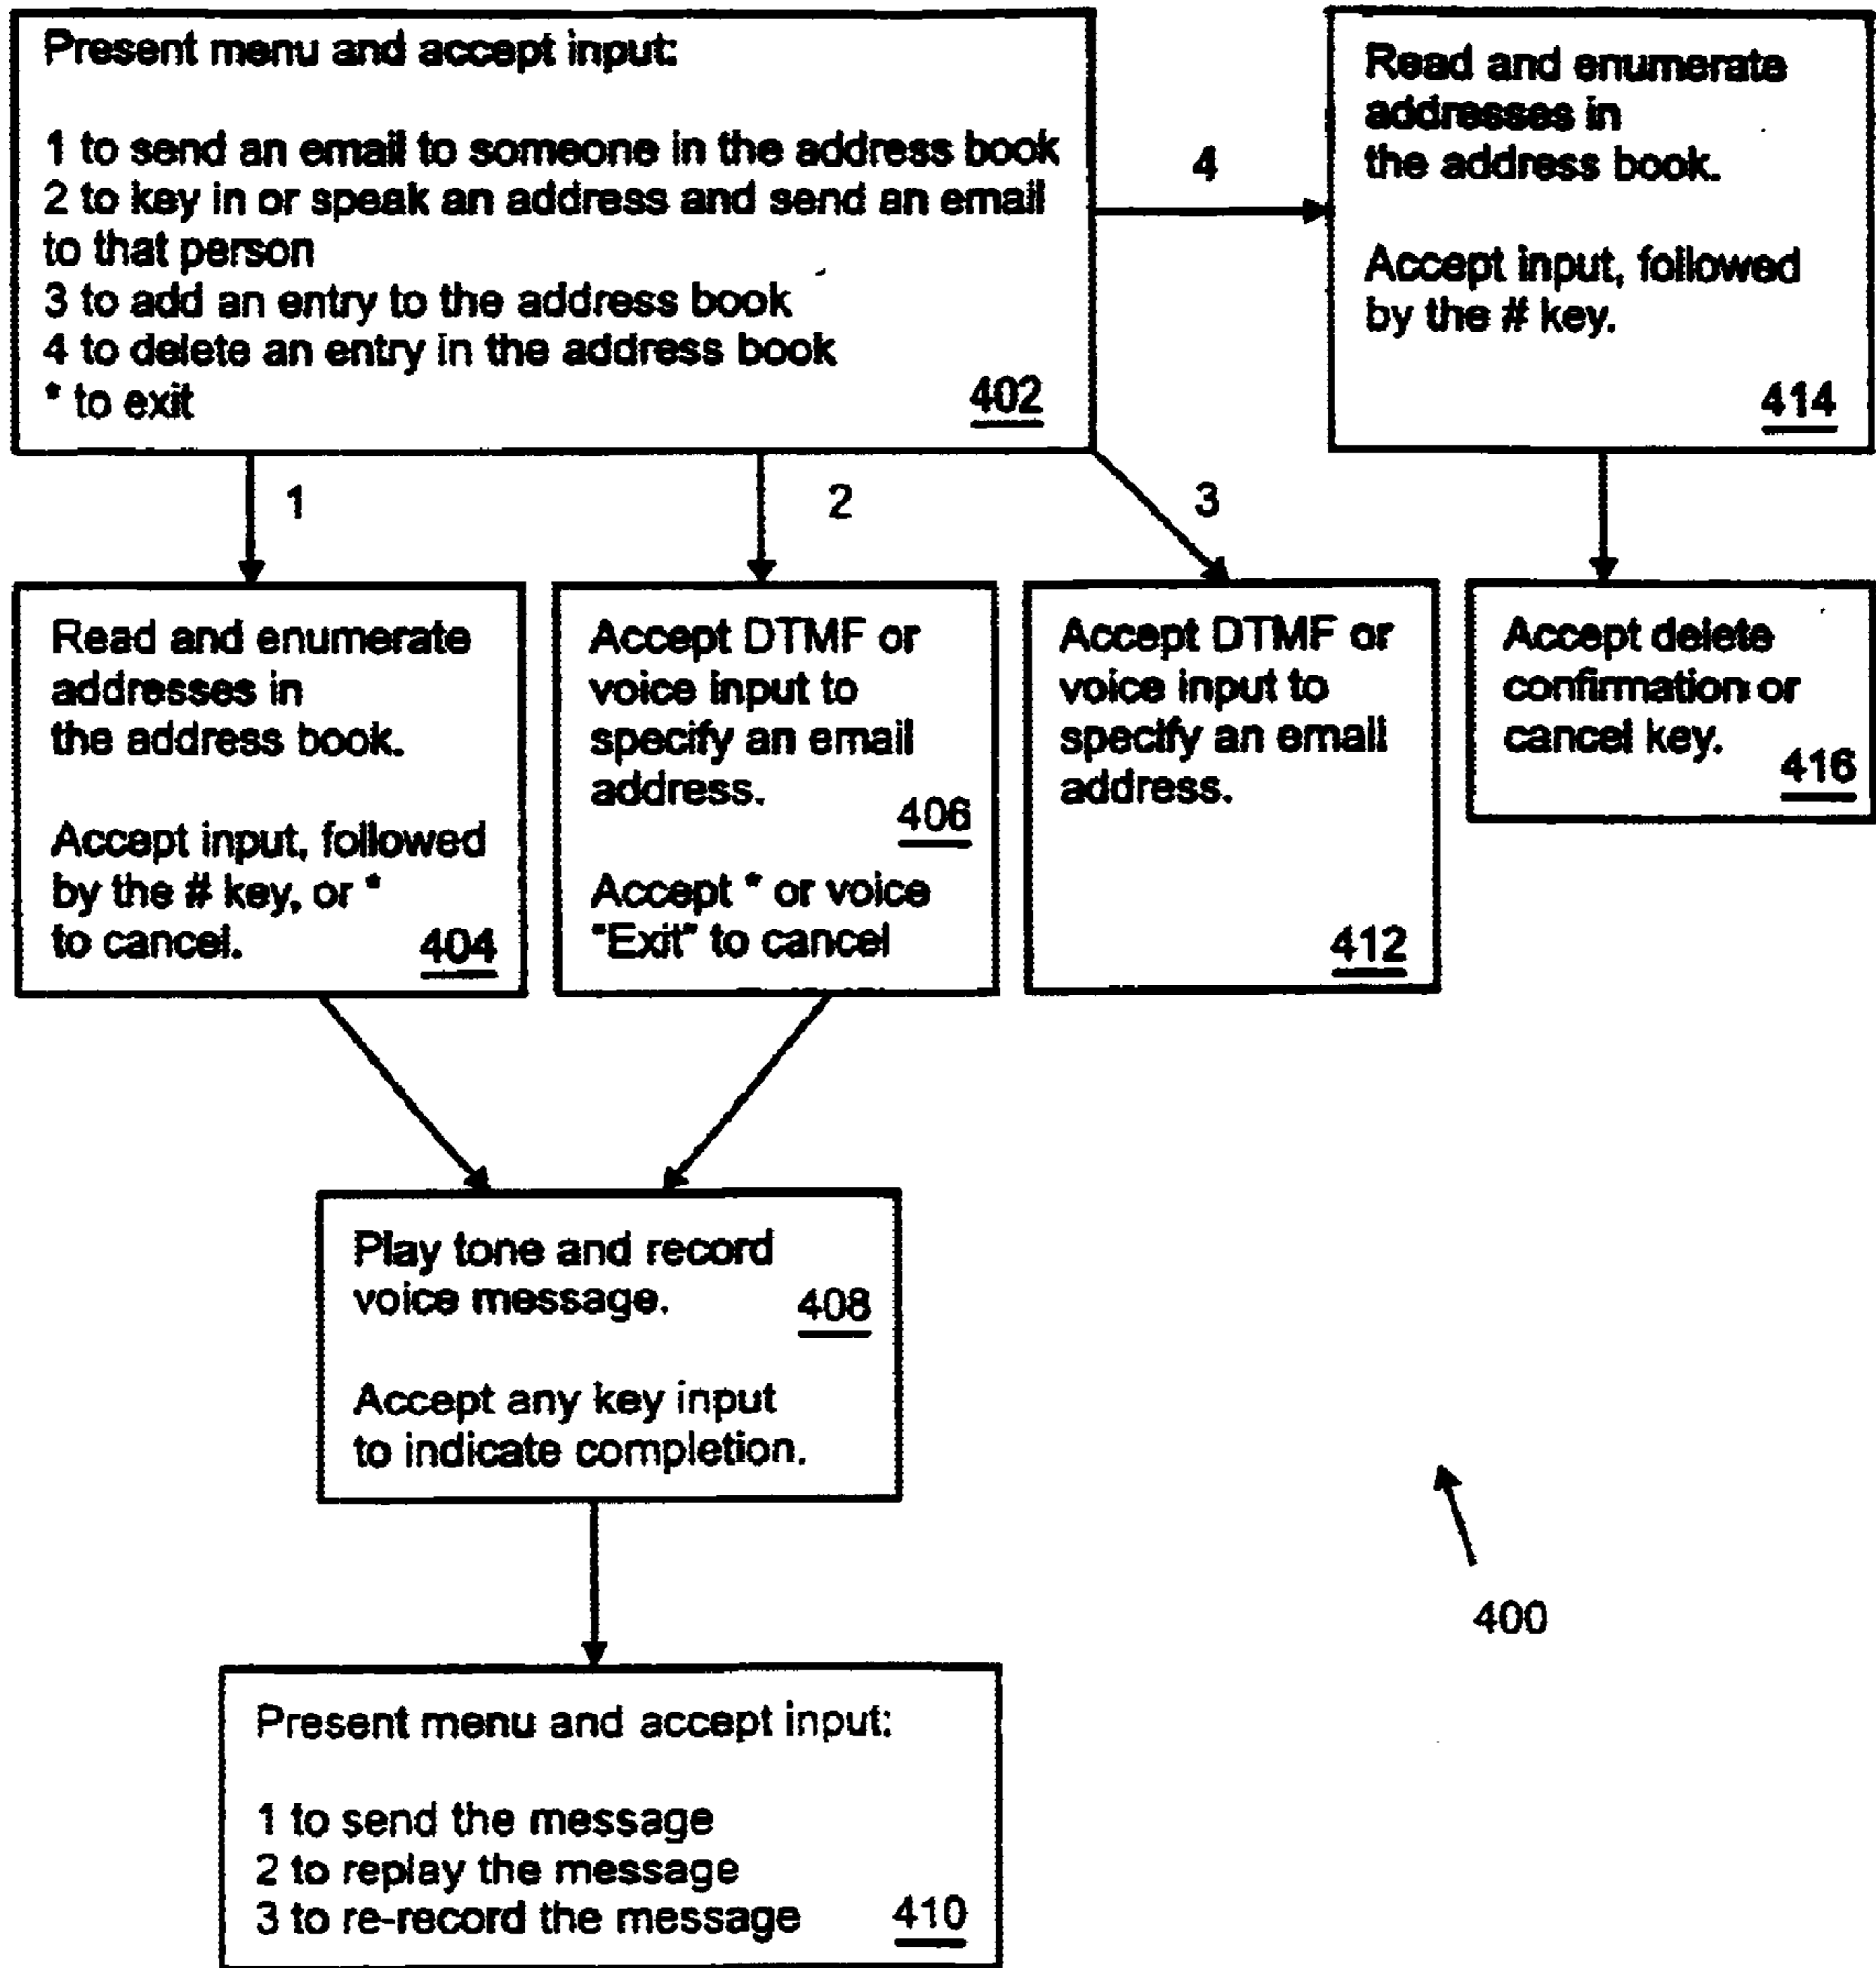 Present menu and accept input:
1 to send an email to someone in the address book
2 to key in or speak an address and send an email
to that person
3 to add an entry to the address book
4 to delete an entry in the address book
* to exit
402
4
Read and enumerate
addresses in
the address book.
Accept input, followed
by the # key.
414
1
2
3
Read and enumerate
addresses in
the address book.
Accept input, followed
by the # key, or *
to cancel.
404
Accept DTMF or
voice input to
specify an email
address.
406
Accept * or voice
"Exit" to cancel
Accept DTMF or
voice input to
specify an email
address.
412
Accept delete
confirmation or
cancel key.
416
Play tone and record
voice message.
408
Accept any key input
to indicate completion.
400
Present menu and accept input:
1 to send the message
2 to replay the message
3 to re-record the message
410